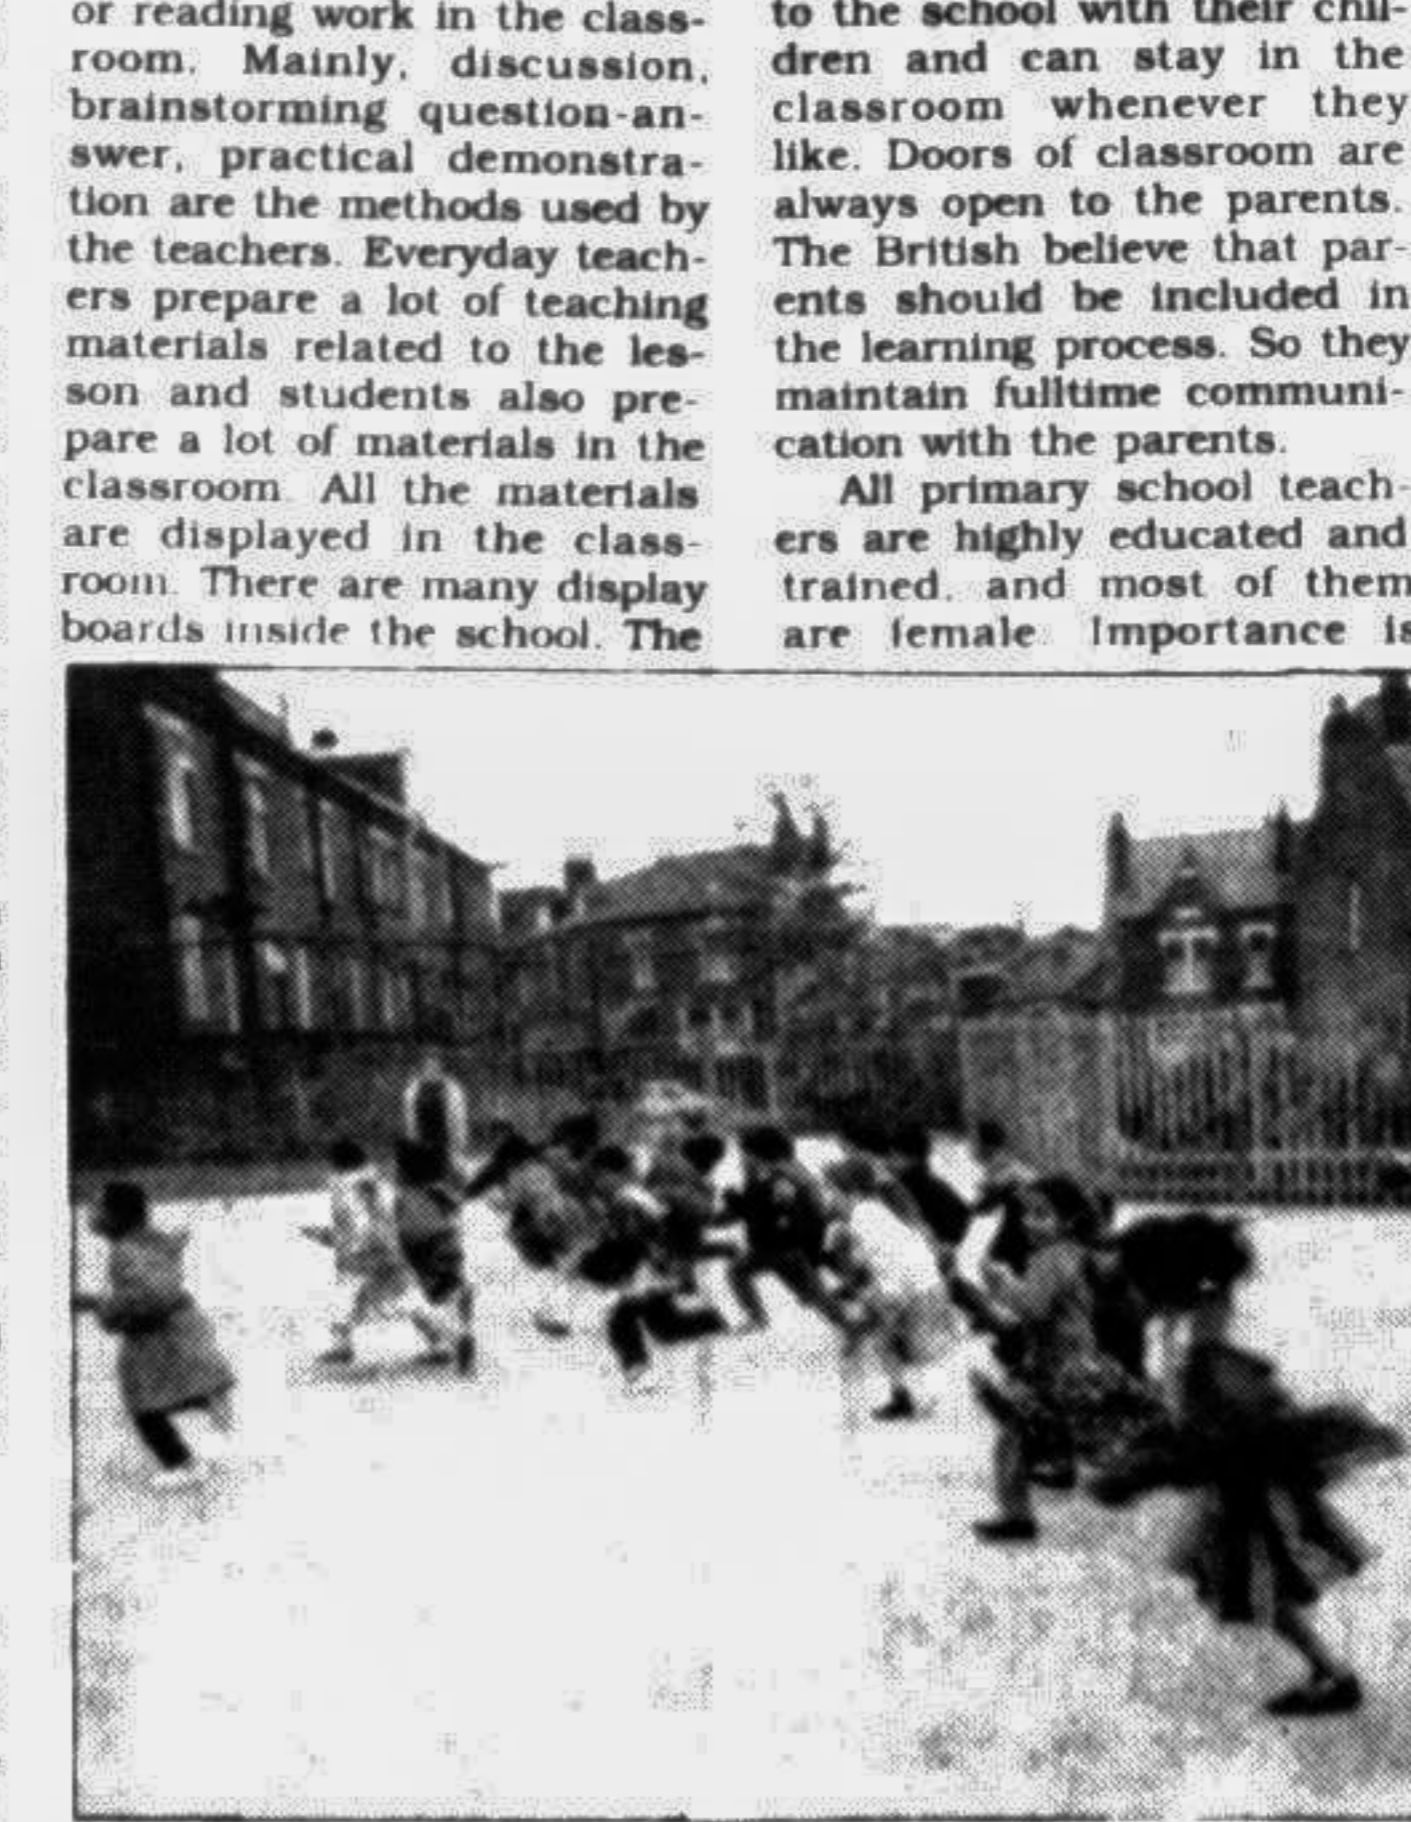 or reading work in the class-
room. Mainly, discussion,
brainstorming question-an-
swer, practical demonstra-
tion are the methods used by
the teachers. Everyday teach-
ers prepare a lot of teaching
materials related to the les-
son and students also pre-
pare a lot of materials in the
classroom. All the materials
are displayed in the class-
room. There are many display
boards inside the school. The
to the school with their chil-
dren and can stay in the
classroom whenever they
like. Doors of classroom are
always open to the parents.
The British believe that par-
ents should be included in
the learning process. So they
maintain fulltime communi-
cation with the parents.
All primary school teach-
ers are highly educated and
trained, and most of them
are female. Importance is